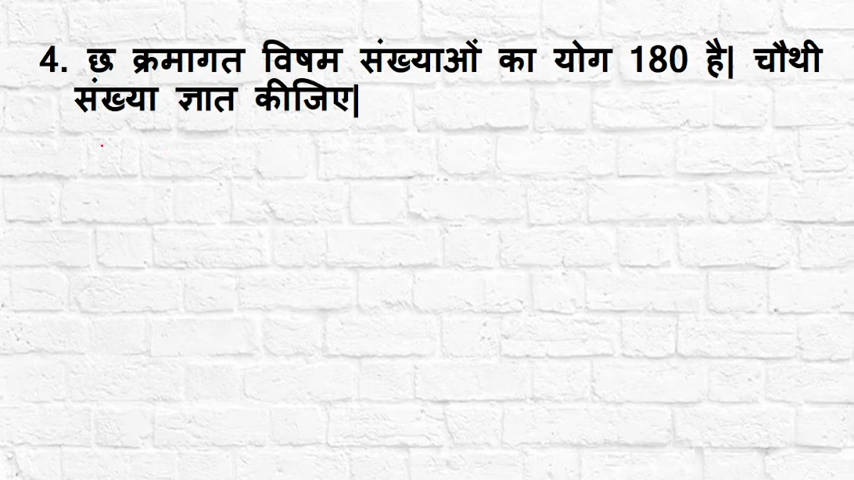 4. छ क्रमागत विषम संख्याओं का योग 180 है| चौथी
संख्या ज्ञात कीजिए|